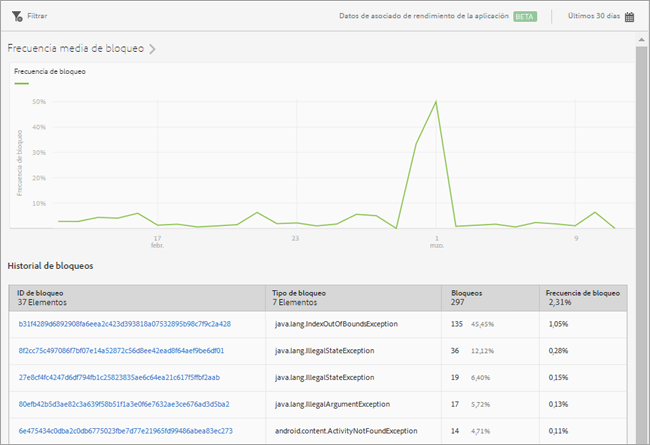 Filtrar
Datos de asociado de rendimiento de la aplicación BETA
Últimos 30 días
Frecuencia media de bloqueo
Frecuencia de bloqueo
Frecuencia de bloqueo
50%
40%
30%
20%
10%
17 23 1 9
febr. mzo.
Historial de bloqueos
ID de bloqueo Tipo de bloqueo Bloqueos Frecuencia de bloqueo
37 Elementos 7 Elementos 297 2,31%
b31f4289d6892908fa6eea2c423d393818a07532895b98c7f9c2a428 java.lang.IndexOutOfBoundsException 135 45,45% 1,05%
8f2cc75c497086f7bf07e14a52872c56d8ee42ead8f64aef9be6df01 java.lang.IllegalStateException 36 12,12% 0,28%
27e8cf4fc4247d6df794fb1c25823835ae6c64ea21c617f5ffbf2aab java.lang.IllegalStateException 19 6,40% 0,15%
80efb42b5d3ae82c3a639f58b51f1a3e0f6e7632ae3ce676ad3d5ba2 java.lang.IllegalArgumentException 17 5,72% 0,13%
6e475434c0dba2c0db6775023fbe7d77e21965fd99486abea83ec273 android.content.ActivityNotFoundException 14 4,71% 0,11%